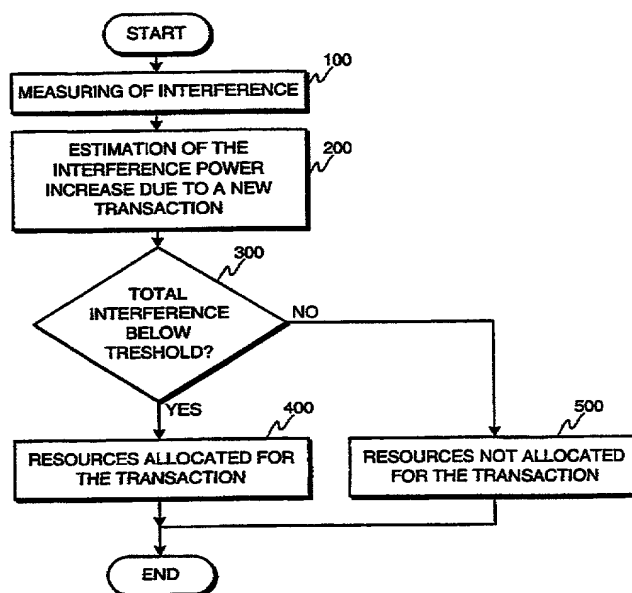 START
100
MEASURING OF INTERFERENCE
200
ESTIMATION OF THE
INTERFERENCE POWER
INCREASE DUE TO A NEW
TRANSACTION
300
TOTAL
INTERFERENCE
BELOW
TRESHOLD?
NO
YES
400
RESOURCES ALLOCATED FOR
THE TRANSACTION
500
RESOURCES NOT ALLOCATED
FOR THE TRANSACTION
END